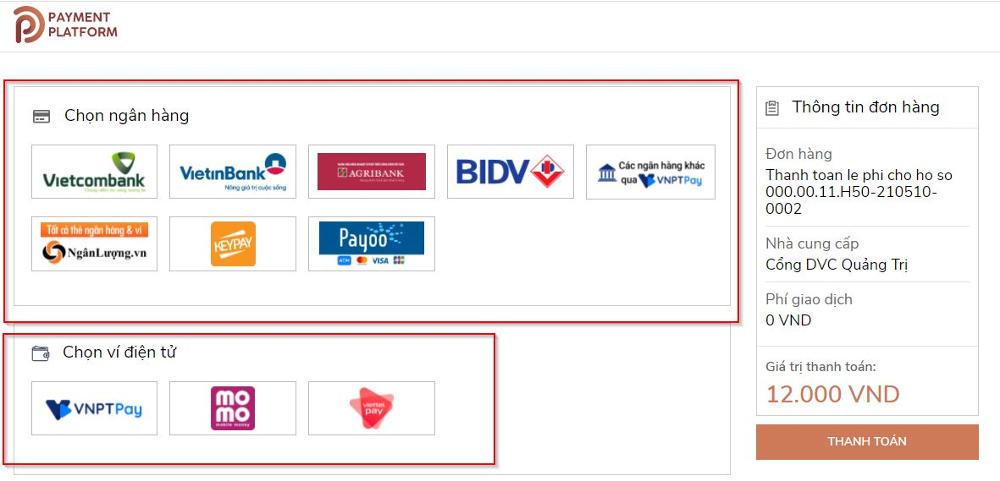 PAYMENT
PLATFORM
Chọn ngân hàng
Vietcombank
VietinBank
Nâng giá trị cuộc sống
AGRIBANK
BIDV
Các ngân hàng khác
qua VNPTPay
Tất cả thẻ ngân hàng & ví
NgânLượng.vn
KEYPAY
Payoo
ATM VISA JCB
Chọn ví điện tử
VNPTPay
mo
mo
mobile money
viettel
pay
Thông tin đơn hàng
Đơn hàng
Thanh toan le phi cho ho so
000.00.11.H50-210510-
0002
Nhà cung cấp
Cổng DVC Quảng Trị
Phí giao dịch
0 VND
Giá trị thanh toán:
12.000 VND
THANH TOÁN